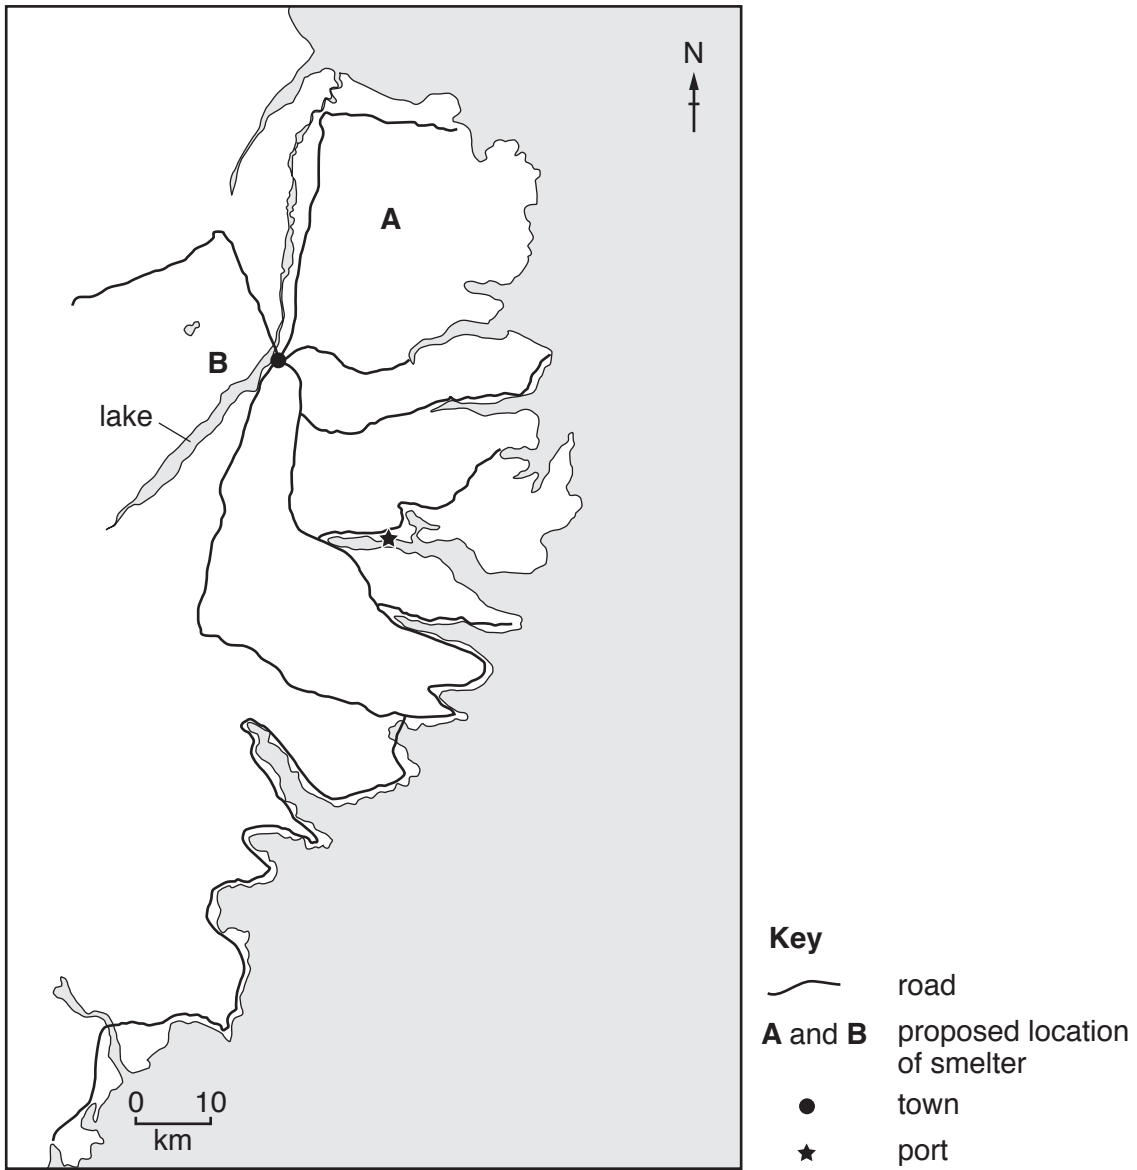 N
A
B
lake
0 10
km
Key
road
A and B proposed location
of smelter
town
port